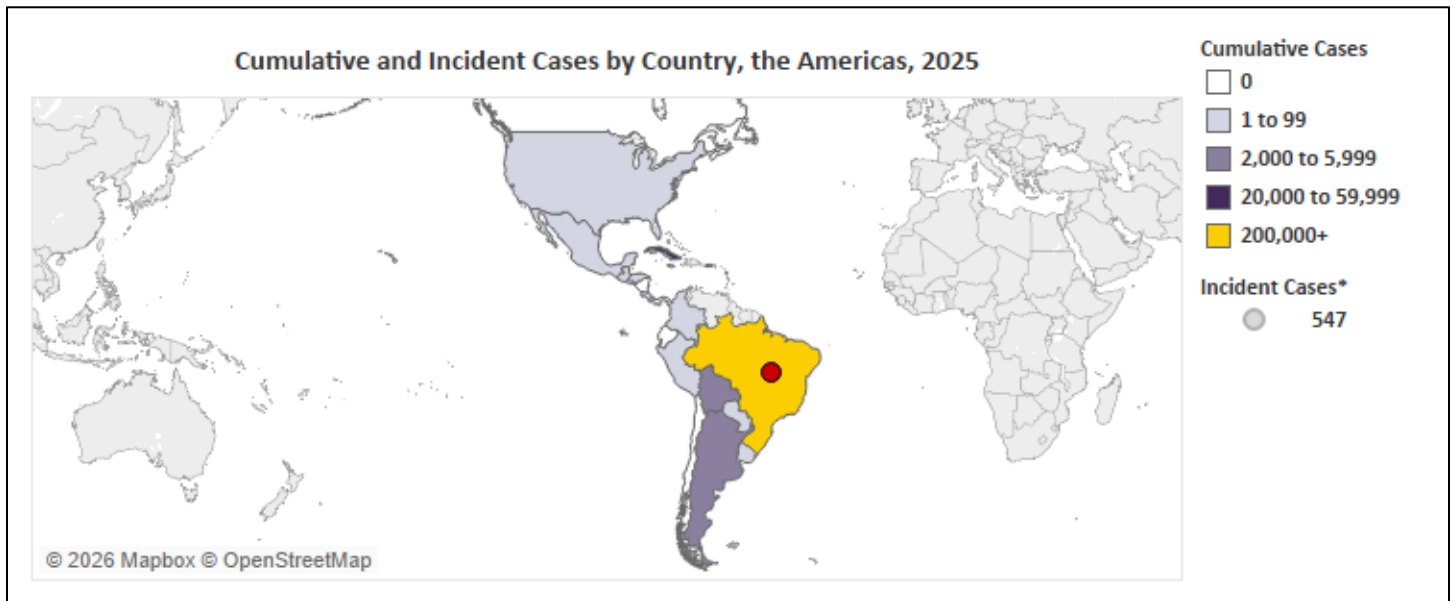 Cumulative and Incident Cases by Country, the Americas, 2025
Cumulative Cases
0
1 to 99
2,000 to 5,999
20,000 to 59,999
200,000+
Incident Cases*
547
© 2026 Mapbox © OpenStreetMap